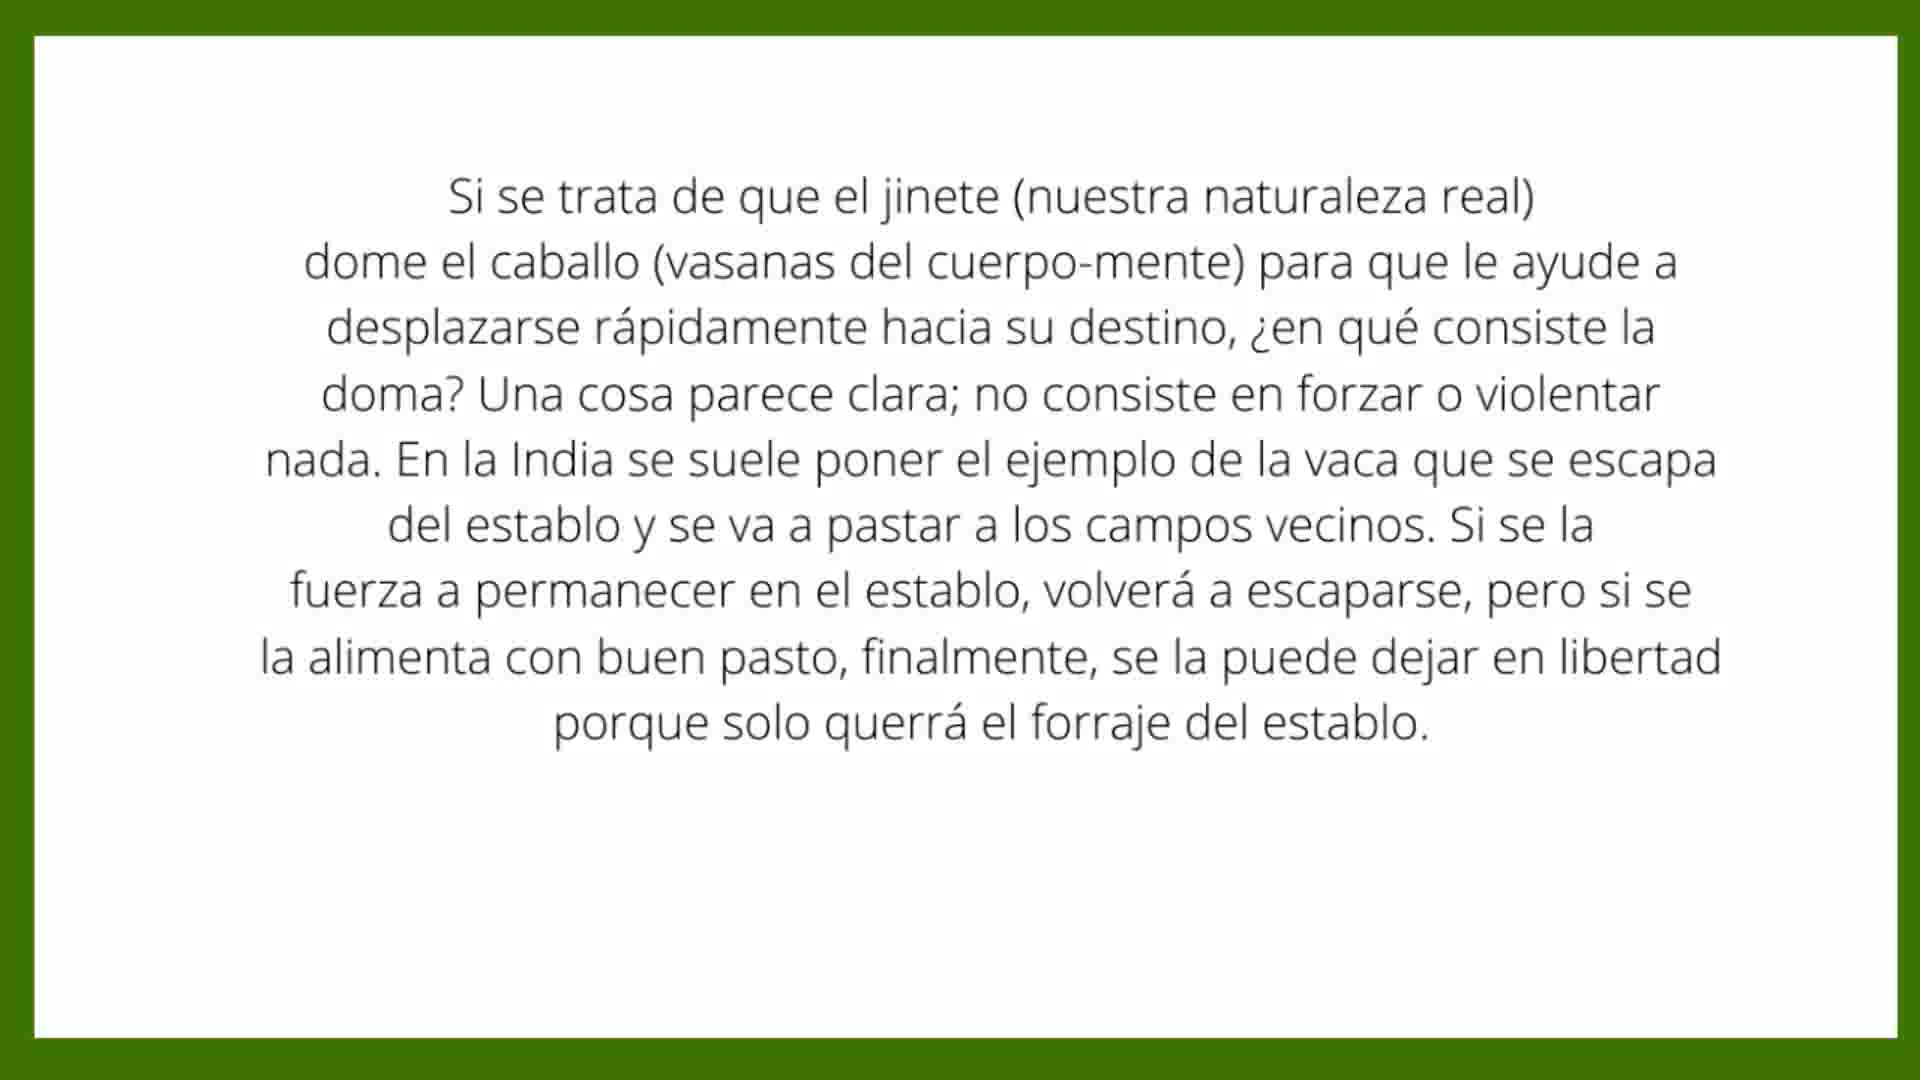 Si se trata de que el jinete (nuestra naturaleza real)
dome el caballo (vasanas del cuerpo-mente) para que le ayude a
desplazarse rápidamente hacia su destino, ¿en qué consiste la
doma? Una cosa parece clara; no consiste en forzar o violentar
nada. En la India se suele poner el ejemplo de la vaca que se escapa
del establo y se va a pastar a los campos vecinos. Si se la
fuerza a permanecer en el establo, volverá a escaparse, pero si se
la alimenta con buen pasto, finalmente, se la puede dejar en libertad
porque solo querrá el forraje del establo.